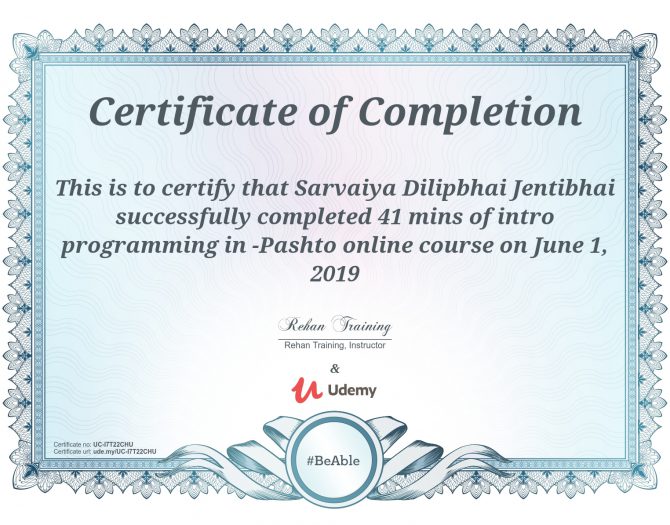 Certificate of Completion
This is to certify that Sarvaiya Dilipbhai Jentibhai
successfully completed 41 mins of intro
programming in -Pashto online course on June 1,
2019
Rehan Training
Rehan Training, Instructor
&
Udemy
Certificate no: UC-I7T22CHU
Certificate url: ude.my/UC-I7T22CHU
#BeAble